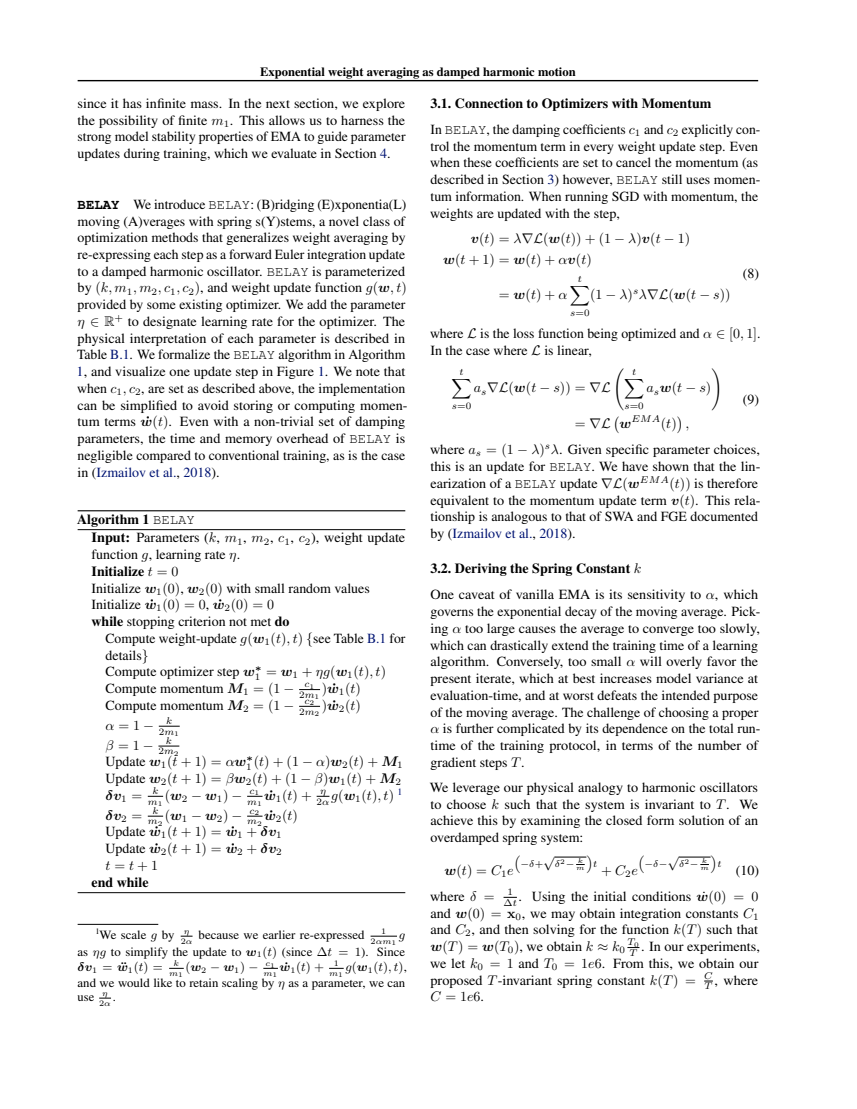 Exponential weight averaging as damped harmonic motion
since it has infinite mass. In the next section, we explore
the possibility of finite m₁. This allows us to harness the
strong model stability properties of EMA to guide parameter
updates during training, which we evaluate in Section 4.
BELAY We introduce BELAY: (B)ridging (E)xponentia(L)
moving (A)verages with spring s(Y)stems, a novel class of
optimization methods that generalizes weight averaging by
re-expressing each step as a forward Euler integration update
to a damped harmonic oscillator. BELAY is parameterized
by (k, m₁, m₂, c₁, c₂), and weight update function g(w, t)
provided by some existing optimizer. We add the parameter
η ∈ ℝ⁺ to designate learning rate for the optimizer. The
physical interpretation of each parameter is described in
Table B.1. We formalize the BELAY algorithm in Algorithm
1, and visualize one update step in Figure 1. We note that
when c₁, c₂, are set as described above, the implementation
can be simplified to avoid storing or computing momen-
tum terms ẇ(t). Even with a non-trivial set of damping
parameters, the time and memory overhead of BELAY is
negligible compared to conventional training, as is the case
in (Izmailov et al., 2018).
Algorithm 1 BELAY
Input: Parameters (k, m₁, m₂, c₁, c₂), weight update
function g, learning rate η.
Initialize t = 0
Initialize w₁(0), w₂(0) with small random values
Initialize ẇ₁(0) = 0, ẇ₂(0) = 0
while stopping criterion not met do
Compute weight-update g(w₁(t), t) {see Table B.1 for
details}
Compute optimizer step w₁* = w₁ + ηg(w₁(t), t)
Compute momentum M₁ = (1 − c₁/2m₁)ẇ₁(t)
Compute momentum M₂ = (1 − c₂/2m₂)ẇ₂(t)
α = 1 − k/2m₁
β = 1 − k/2m₂
Update w₁(t + 1) = αw₁*(t) + (1 − α)w₂(t) + M₁
Update w₂(t + 1) = βw₂(t) + (1 − β)w₁(t) + M₂
δv₁ = k/m₁(w₂ − w₁) − c₁/m₁ẇ₁(t) + η/2αg(w₁(t), t) ¹
δv₂ = k/m₂(w₁ − w₂) − c₂/m₂ẇ₂(t)
Update ẇ₁(t + 1) = ẇ₁ + δv₁
Update ẇ₂(t + 1) = ẇ₂ + δv₂
t = t + 1
end while
¹We scale g by η/2α because we earlier re-expressed 1/2αm₁ g
as ηg to simplify the update to w₁(t) (since Δt = 1). Since
δv₁ = ẅ₁(t) = k/m₁(w₂ − w₁) − c₁/m₁ẇ₁(t) + 1/m₁g(w₁(t), t),
and we would like to retain scaling by η as a parameter, we can
use η/2α.
3.1. Connection to Optimizers with Momentum
In BELAY, the damping coefficients c₁ and c₂ explicitly con-
trol the momentum term in every weight update step. Even
when these coefficients are set to cancel the momentum (as
described in Section 3) however, BELAY still uses momen-
tum information. When running SGD with momentum, the
weights are updated with the step,
v(t) = λ∇ℒ(w(t)) + (1 − λ)v(t − 1)
w(t + 1) = w(t) + αv(t)
= w(t) + α ∑ₛ₌₀ᵗ (1 − λ)ˢλ∇ℒ(w(t − s)) (8)
where ℒ is the loss function being optimized and α ∈ [0, 1].
In the case where ℒ is linear,
∑ₛ₌₀ᵗ aₛ∇ℒ(w(t − s)) = ∇ℒ (∑ₛ₌₀ᵗ aₛw(t − s))
= ∇ℒ (w^{EMA}(t)), (9)
where aₛ = (1 − λ)ˢλ. Given specific parameter choices,
this is an update for BELAY. We have shown that the lin-
earization of a BELAY update ∇ℒ(w^{EMA}(t)) is therefore
equivalent to the momentum update term v(t). This rela-
tionship is analogous to that of SWA and FGE documented
by (Izmailov et al., 2018).
3.2. Deriving the Spring Constant k
One caveat of vanilla EMA is its sensitivity to α, which
governs the exponential decay of the moving average. Pick-
ing α too large causes the average to converge too slowly,
which can drastically extend the training time of a learning
algorithm. Conversely, too small α will overly favor the
present iterate, which at best increases model variance at
evaluation-time, and at worst defeats the intended purpose
of the moving average. The challenge of choosing a proper
α is further complicated by its dependence on the total run-
time of the training protocol, in terms of the number of
gradient steps T.
We leverage our physical analogy to harmonic oscillators
to choose k such that the system is invariant to T. We
achieve this by examining the closed form solution of an
overdamped spring system:
w(t) = C₁e^{(−δ+√(δ²−k/m))t} + C₂e^{(−δ−√(δ²−k/m))t} (10)
where δ = 1/Δt. Using the initial conditions ẇ(0) = 0
and w(0) = x₀, we may obtain integration constants C₁
and C₂, and then solving for the function k(T) such that
w(T) = w(T₀), we obtain k ≈ k₀ T₀/T. In our experiments,
we let k₀ = 1 and T₀ = 1e6. From this, we obtain our
proposed T-invariant spring constant k(T) = C/T, where
C = 1e6.